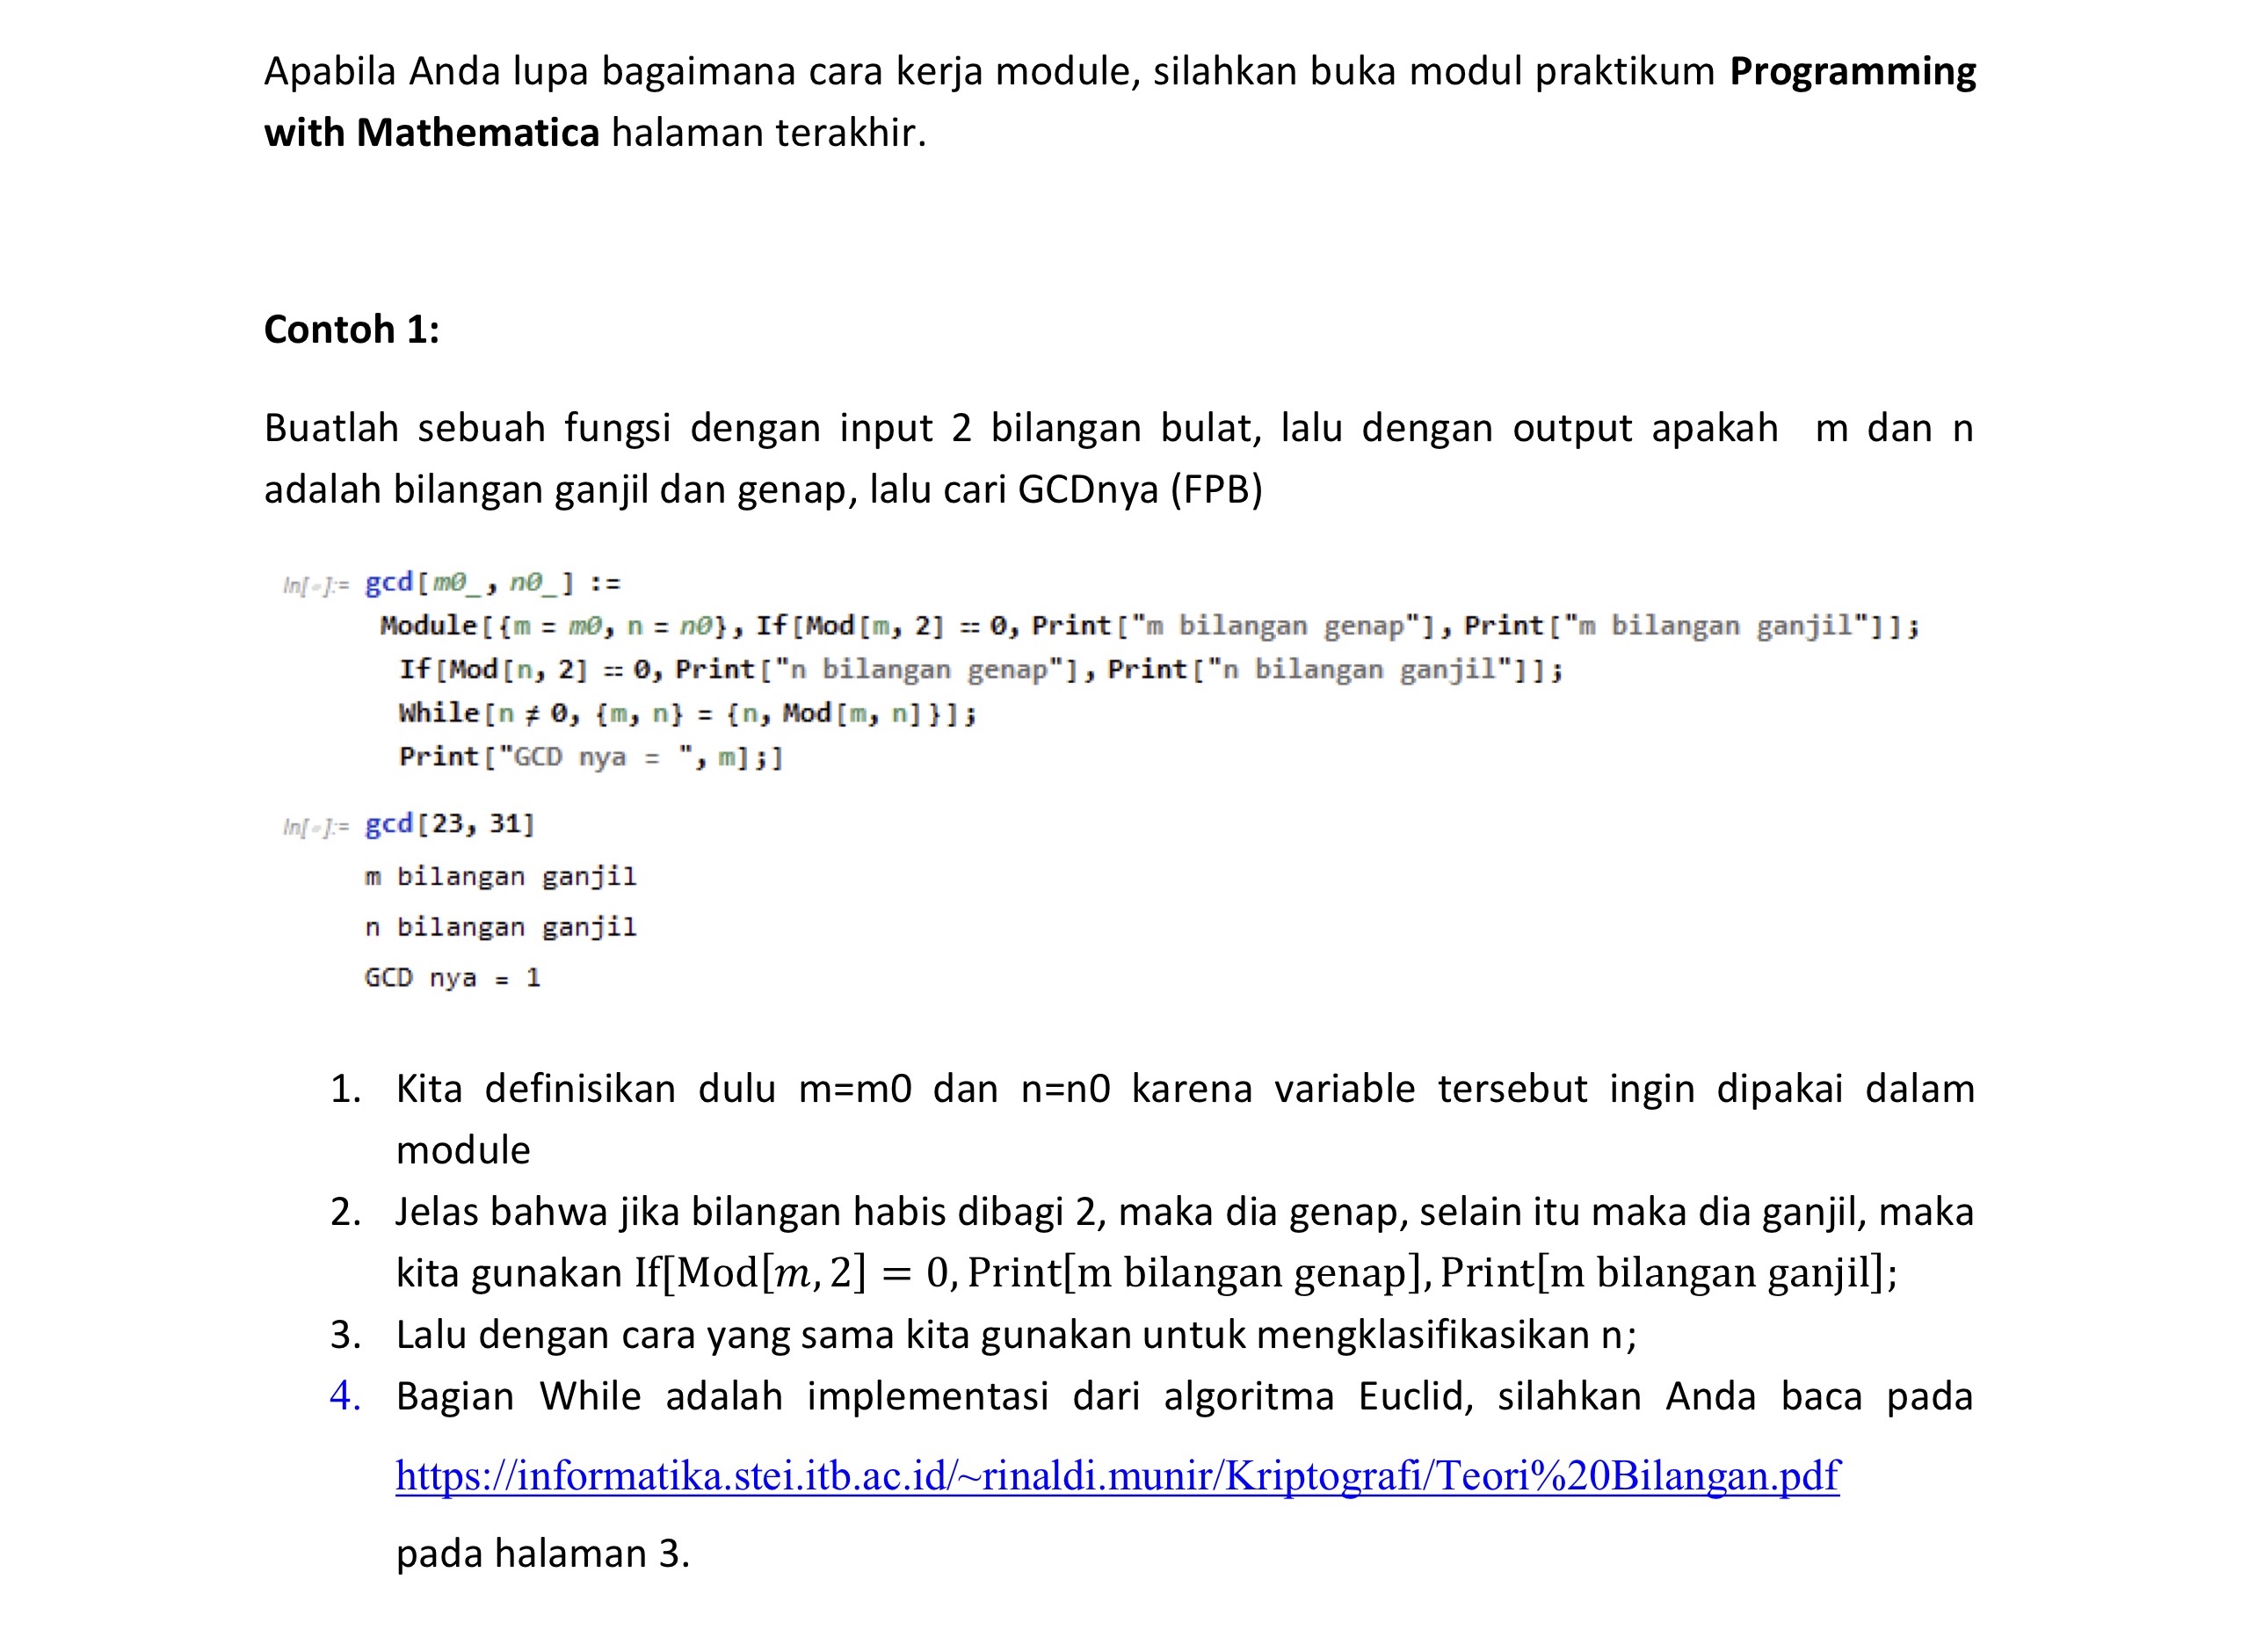 Apabila Anda lupa bagaimana cara kerja module, silahkan buka modul praktikum Programming
with Mathematica halaman terakhir.
Contoh 1:
Buatlah sebuah fungsi dengan input 2 bilangan bulat, lalu dengan output apakah m dan n
adalah bilangan ganjil dan genap, lalu cari GCDnya (FPB)
In[-]:= gcd[m0_, n0_] :=
Module[{m = m0, n = n0}, If[Mod[m, 2] == 0, Print["m bilangan genap"], Print["m bilangan ganjil"]];
If[Mod[n, 2] == 0, Print["n bilangan genap"], Print["n bilangan ganjil"]];
While[n ≠ 0, {m, n} = {n, Mod[m, n]}];
Print["GCD nya = ", m];]
In[-]:= gcd[23, 31]
m bilangan ganjil
n bilangan ganjil
GCD nya = 1
1. Kita definisikan dulu m=m0 dan n=n0 karena variable tersebut ingin dipakai dalam
module
2. Jelas bahwa jika bilangan habis dibagi 2, maka dia genap, selain itu maka dia ganjil, maka
kita gunakan If[Mod[m, 2] = 0, Print[m bilangan genap], Print[m bilangan ganjil];
3. Lalu dengan cara yang sama kita gunakan untuk mengklasifikasikan n;
4. Bagian While adalah implementasi dari algoritma Euclid, silahkan Anda baca pada
https://informatika.stei.itb.ac.id/~rinaldi.munir/Kriptografi/Teori%20Bilangan.pdf
pada halaman 3.